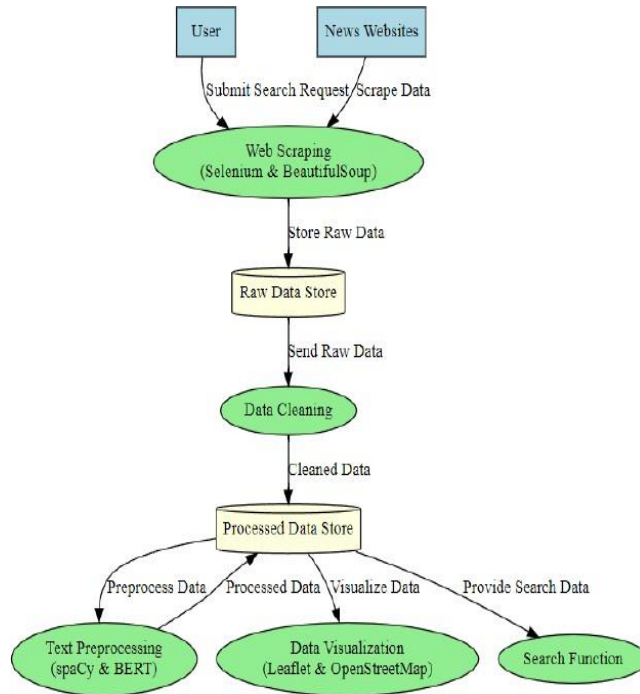 User
News Websites
Submit Search Request
Scrape Data
Web Scraping
(Selenium & BeautifulSoup)
Store Raw Data
Raw Data Store
Send Raw Data
Data Cleaning
Cleaned Data
Processed Data Store
Preprocess Data
Processed Data
Visualize Data
Provide Search Data
Text Preprocessing
(spaCy & BERT)
Data Visualization
(Leaflet & OpenStreetMap)
Search Function